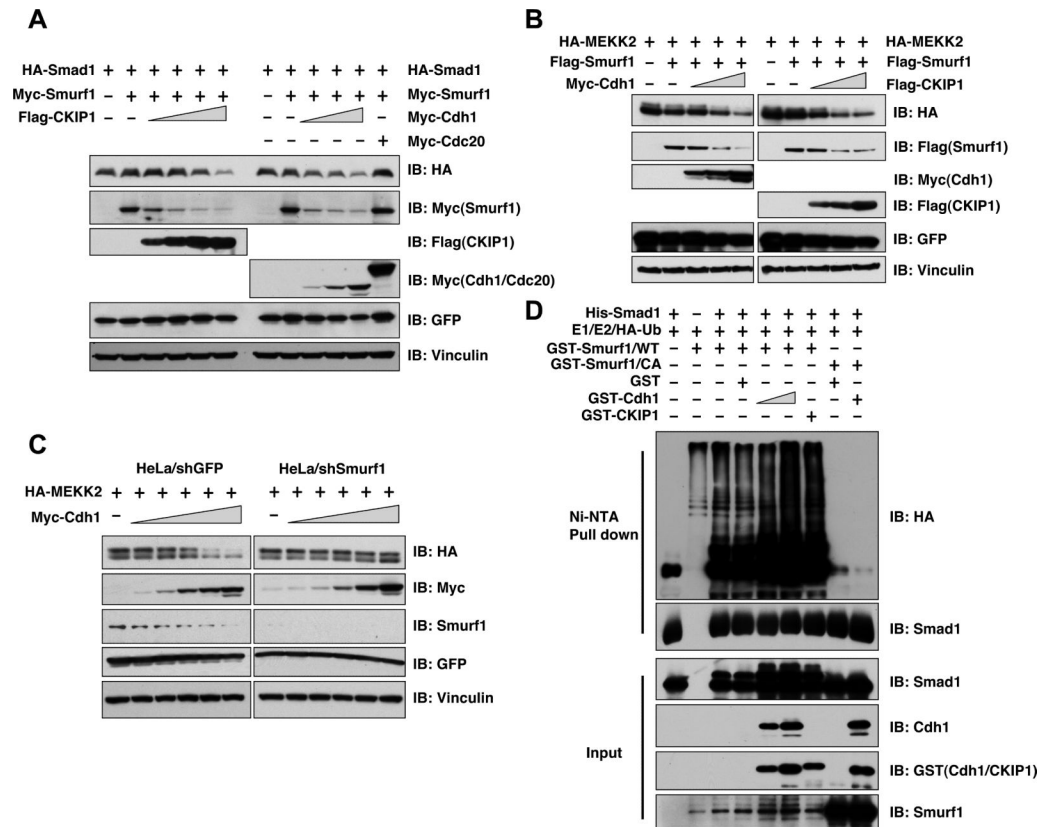 A
HA-Smad1 + + + + + + + + + + + + HA-Smad1
Myc-Smurf1 − + + + + + − + + + + + Myc-Smurf1
Flag-CKIP1 − − − − Myc-Cdh1
− − − − − + Myc-Cdc20
IB: HA
IB: Myc(Smurf1)
IB: Flag(CKIP1)
IB: Myc(Cdh1/Cdc20)
IB: GFP
IB: Vinculin
B
HA-MEKK2 + + + + + + + + + + HA-MEKK2
Flag-Smurf1 − + + + + − + + + + Flag-Smurf1
Myc-Cdh1 − − − − Flag-CKIP1
IB: HA
IB: Flag(Smurf1)
IB: Myc(Cdh1)
IB: Flag(CKIP1)
IB: GFP
IB: Vinculin
C
HeLa/shGFP HeLa/shSmurf1
HA-MEKK2 + + + + + + + + + + + +
Myc-Cdh1 − −
IB: HA
IB: Myc
IB: Smurf1
IB: GFP
IB: Vinculin
D
His-Smad1 + − + + + + + + +
E1/E2/HA-Ub + + + + + + + + +
GST-Smurf1/WT − + + + + + + − −
GST-Smurf1/CA − − − − − − − + +
GST − − − + − − − + −
GST-Cdh1 − − − − − − +
GST-CKIP1 − − − − − − + − −
Ni-NTA
Pull down
IB: HA
IB: Smad1
Input
IB: Smad1
IB: Cdh1
IB: GST(Cdh1/CKIP1)
IB: Smurf1